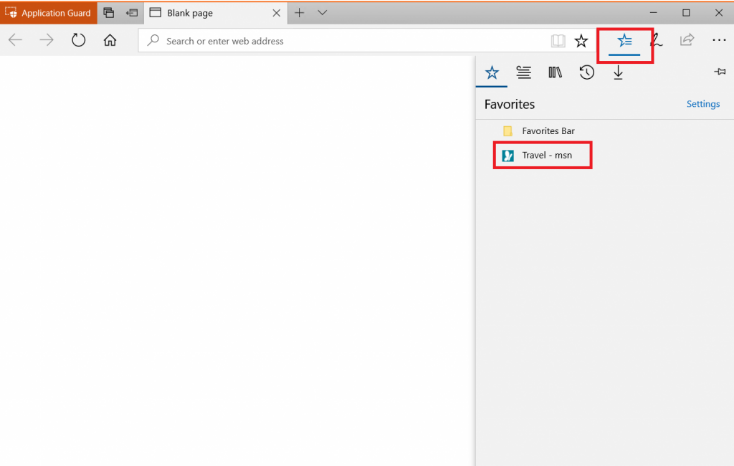 Application Guard
Blank page
Search or enter web address
Favorites
Settings
Favorites Bar
Travel - msn